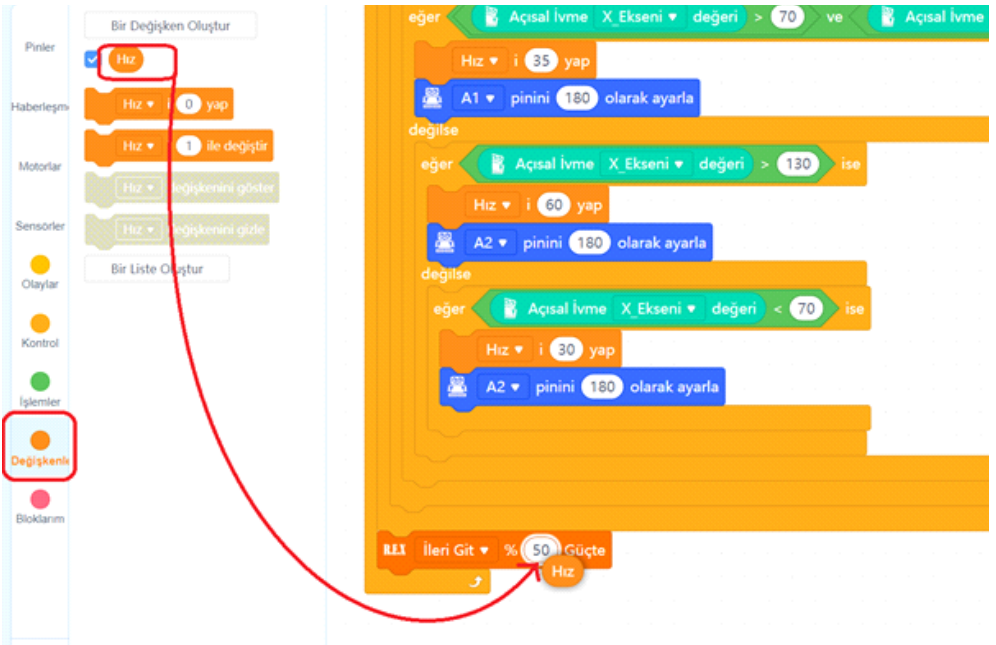 Bir Değişken Oluştur
Pinler
Hız
Haberleşm
Hız i 0 yap
Motorlar
Hız 1 ile değiştir
Hız değişkenini göster
Sensörler
Hız değişkenini gizle
Olaylar
Bir Liste Oluştur
Kontrol
İşlemler
Değişkenle
Bloklarım
eğer Açısal İvme X_Ekseni değeri > 70 ve Açısal İvme
Hız i 35 yap
A1 pinini 180 olarak ayarla
değilse
eğer Açısal İvme X_Ekseni değeri > 130 ise
Hız i 60 yap
A2 pinini 180 olarak ayarla
değilse
eğer Açısal İvme X_Ekseni değeri < 70 ise
Hız i 30 yap
A2 pinini 180 olarak ayarla
REX İleri Git % 50 Güçte
Hız